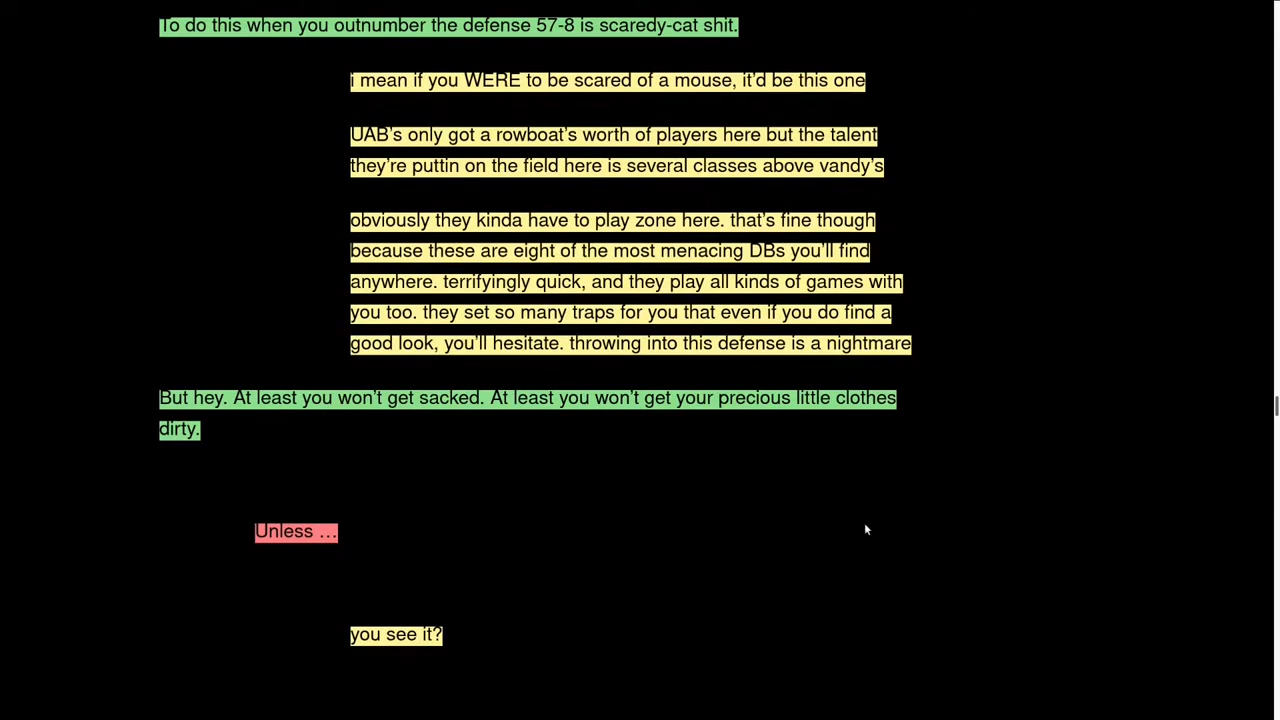 To do this when you outnumber the defense 57-8 is scaredy-cat shit.
i mean if you WERE to be scared of a mouse, it’d be this one
UAB’s only got a rowboat’s worth of players here but the talent
they’re puttin on the field here is several classes above vandy’s
obviously they kinda have to play zone here. that’s fine though
because these are eight of the most menacing DBs you’ll find
anywhere. terrifyingly quick, and they play all kinds of games with
you too. they set so many traps for you that even if you do find a
good look, you’ll hesitate. throwing into this defense is a nightmare
But hey. At least you won’t get sacked. At least you won’t get your precious little clothes
dirty.
Unless …
you see it?